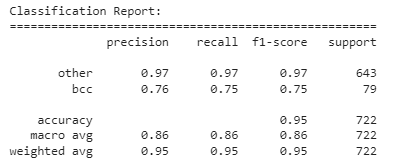 Classification Report:
=====================================================
precision recall f1-score support
other 0.97 0.97 0.97 643
bcc 0.76 0.75 0.75 79
accuracy 0.95 722
macro avg 0.86 0.86 0.86 722
weighted avg 0.95 0.95 0.95 722